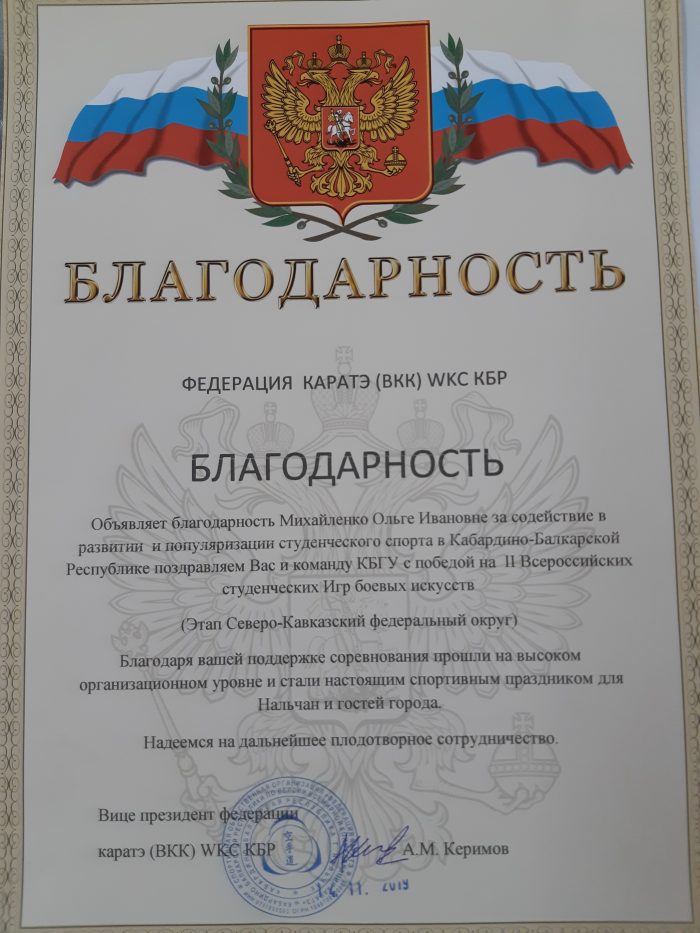 БЛАГОДАРНОСТЬ
ФЕДЕРАЦИЯ КАРАТЭ (ВКК) WKC КБР
БЛАГОДАРНОСТЬ
Объявляет благодарность Михайленко Ольге Ивановне за содействие в
развитии и популяризации студенческого спорта в Кабардино-Балкарской
Республике поздравляем Вас и команду КБГУ с победой на II Всероссийских
студенческих Игр боевых искусств
(Этап Северо-Кавказский федеральный округ)
Благодаря вашей поддержке соревнования прошли на высоком
организационном уровне и стали настоящим спортивным праздником для
Нальчан и гостей города.
Надеемся на дальнейшее плодотворное сотрудничество.
Вице президент федерации
каратэ (ВКК) WKC КБР А.М. Керимов
空手道
11. 2019